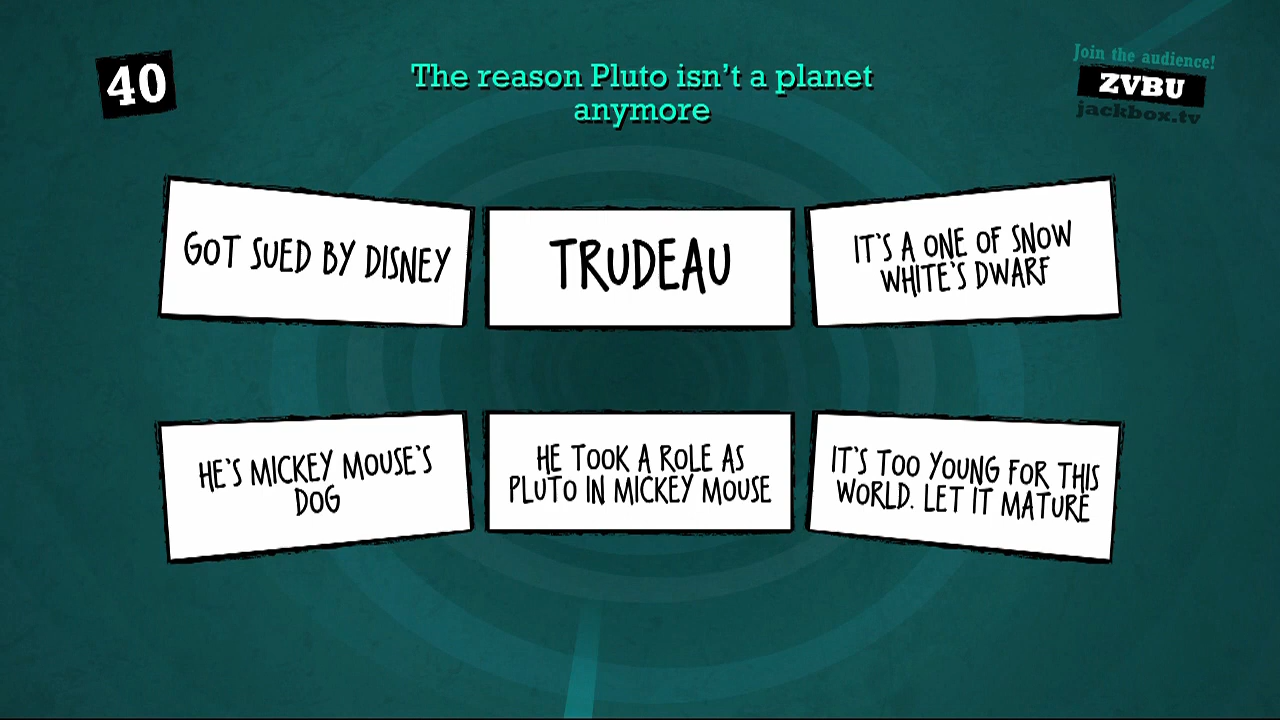 40
The reason Pluto isn't a planet
anymore
Join the audience!
ZVBU
jackbox.tv
GOT SUED BY DISNEY
TRUDEAU
IT'S A ONE OF SNOW
WHITE'S DWARF
HE'S MICKEY MOUSE'S
DOG
HE TOOK A ROLE AS
PLUTO IN MICKEY MOUSE
IT'S TOO YOUNG FOR THIS
WORLD. LET IT MATURE